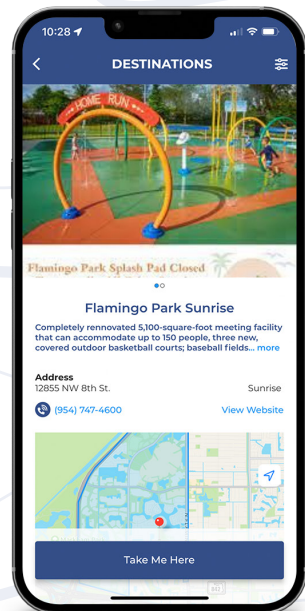 10:28
DESTINATIONS
HOME RUN
Flamingo Park Splash Pad Closed
Flamingo Park Sunrise
Completely rennovated 5,100-square-foot meeting facility
that can accommodate up to 150 people, three new,
covered outdoor basketball courts; baseball fields... more
Address
12855 NW 8th St.
Sunrise
(954) 747-4600
View Website
Take Me Here